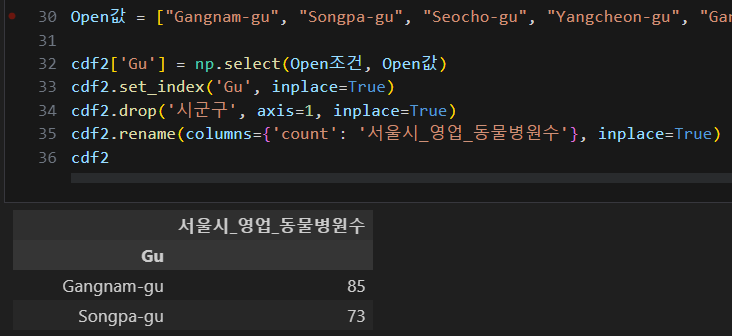 30 Open값 = ["Gangnam-gu", "Songpa-gu", "Seocho-gu", "Yangcheon-gu",
31
32 cdf2['Gu'] = np.select(Open조건, Open값)
33 cdf2.set_index('Gu', inplace=True)
34 cdf2.drop('시군구', axis=1, inplace=True)
35 cdf2.rename(columns={'count': '서울시_영업_동물병원수'}, inplace=True)
36 cdf2
서울시_영업_동물병원수
Gu
Gangnam-gu 85
Songpa-gu 73